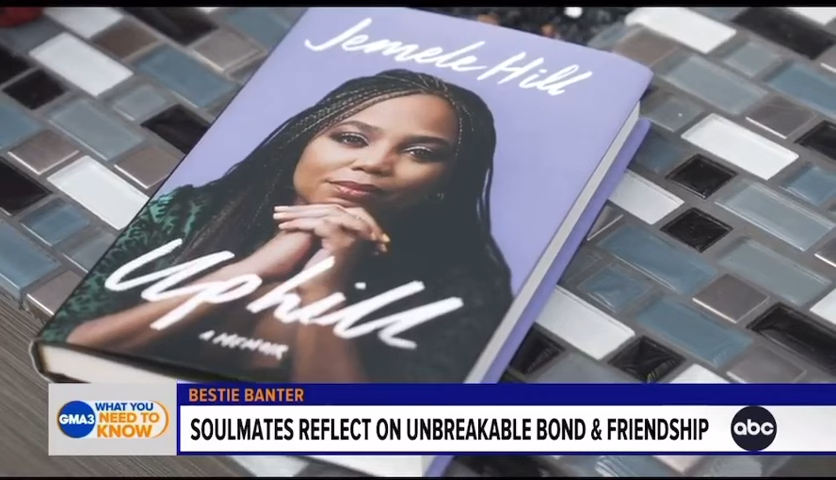 Jemele Hill
Uphill
A MEMOIR
BESTIE BANTER
GMA3
WHAT YOU
NEED TO
KNOW
SOULMATES REFLECT ON UNBREAKABLE BOND & FRIENDSHIP
abc